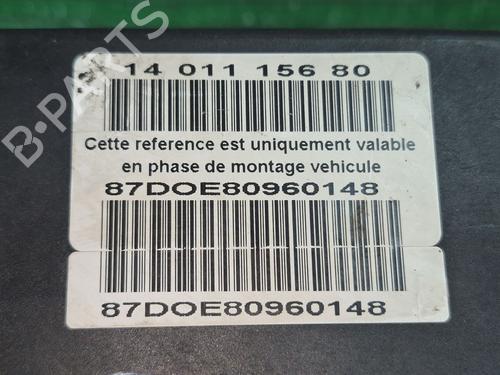 14 011 156 80
Cette reference est uniquement valable
en phase de montage vehicule
87DOE80960148
87DOE80960148
B-PARTS